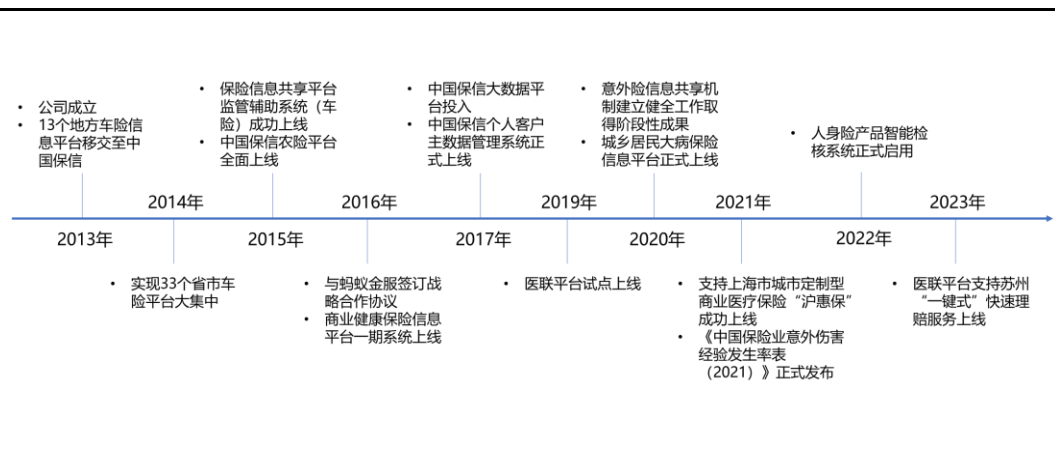 • 公司成立
• 13个地方车险信
息平台移交至中
国保信
• 保险信息共享平台
监管辅助系统（车
险）成功上线
• 中国保信农险平台
全面上线
• 中国保信大数据平
台投入
• 中国保信个人客户
主数据管理系统正
式上线
• 意外险信息共享机
制建立健全工作取
得阶段性成果
• 城乡居民大病保险
信息平台正式上线
• 人身险产品智能检
核系统正式启用
2014年
2016年
2019年
2021年
2023年
2013年
2015年
2017年
2020年
2022年
• 实现33个省市车
险平台大集中
• 与蚂蚁金服签订战
略合作协议
• 商业健康保险信息
平台一期系统上线
• 医联平台试点上线
• 支持上海市城市定制型
商业医疗保险“沪惠保”
成功上线
• 《中国保险业意外伤害
经验发生率表
（2021）》正式发布
• 医联平台支持苏州
“一键式”快速理
赔服务上线